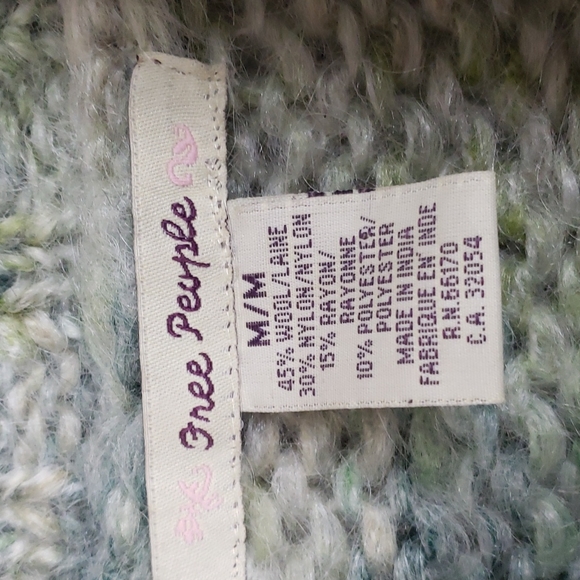 Free People
M/M
45% WOOL/LANE
30% NYLON/NYLON
15% RAYON/
RAYONNE
10% POLYESTER/
POLYESTER
MADE IN INDIA
FABRIQUE EN INDE
R.N 66170
C.A. 32054